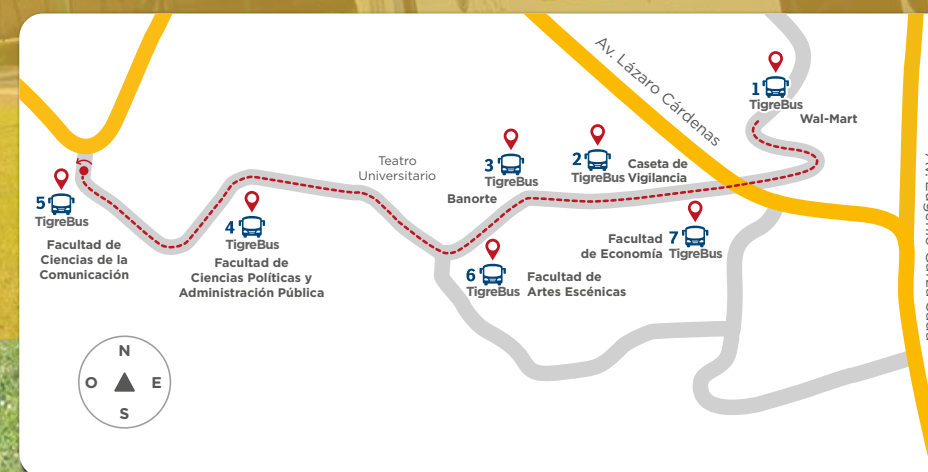 Av. Lázaro Cárdenas
1
TigreBus
Wal-Mart
2
TigreBus
Caseta de
Vigilancia
3
TigreBus
Banorte
Teatro
Universitario
4
TigreBus
Facultad de
Ciencias Políticas y
Administración Pública
5
TigreBus
Facultad de
Ciencias de la
Comunicación
6
TigreBus
Facultad de
Artes Escénicas
Facultad
de Economía
7
TigreBus
N
O
E
S